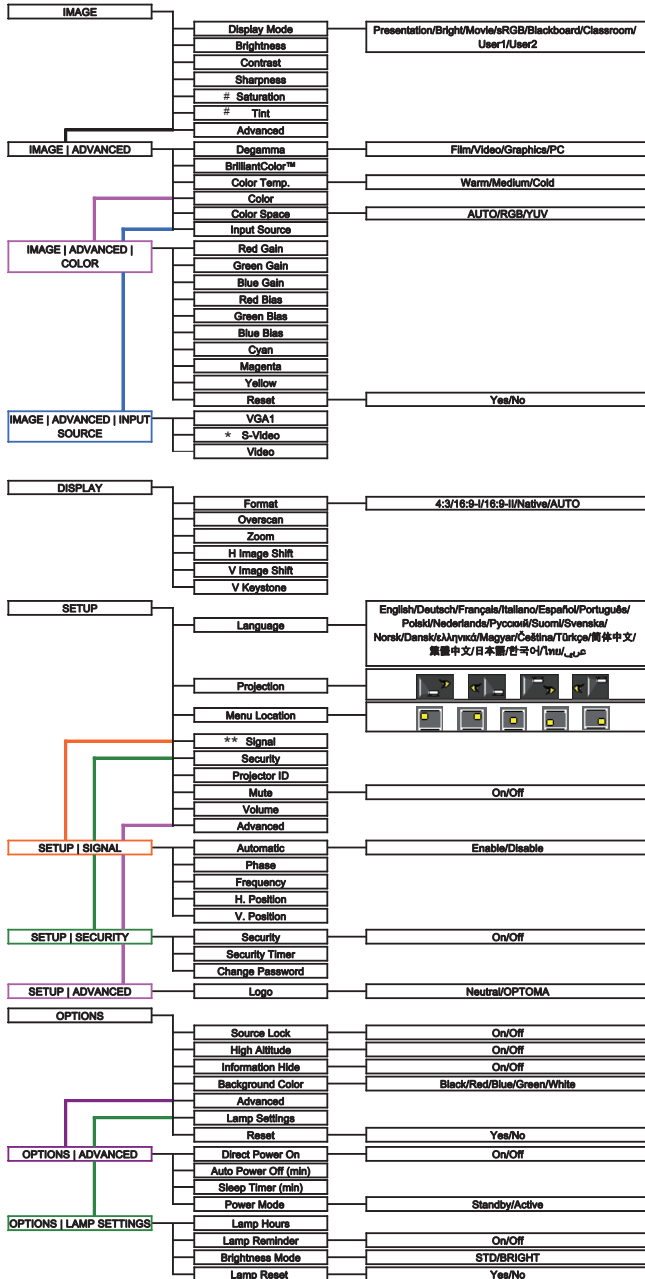 IMAGE
Display Mode
Presentation/Bright/Movie/sRGB/Blackboard/Classroom/
User1/User2
Brightness
Contrast
Sharpness
# Saturation
# Tint
Advanced
IMAGE | ADVANCED
Degamma
Film/Video/Graphics/PC
BrilliantColor™
Color Temp.
Warm/Medium/Cold
Color
Color Space
AUTO/RGB/YUV
Input Source
IMAGE | ADVANCED |
COLOR
Red Gain
Green Gain
Blue Gain
Red Bias
Green Bias
Blue Bias
Cyan
Magenta
Yellow
Reset
Yes/No
IMAGE | ADVANCED | INPUT
SOURCE
VGA1
* S-Video
Video
DISPLAY
Format
4:3/16:9-I/16:9-II/Native/AUTO
Overscan
Zoom
H Image Shift
V Image Shift
V Keystone
SETUP
Language
English/Deutsch/Français/Italiano/Español/Português/
Polski/Nederlands/Русский/Suomi/Svenska/
Norsk/Dansk/ελληνικά/Magyar/Čeština/Türkçe/简体中文/
繁體中文/日本語/한국어/ไทย/عربي
Projection
Menu Location
** Signal
Security
Projector ID
Mute
On/Off
Volume
Advanced
SETUP | SIGNAL
Automatic
Enable/Disable
Phase
Frequency
H. Position
V. Position
SETUP | SECURITY
Security
On/Off
Security Timer
Change Password
SETUP | ADVANCED
Logo
Neutral/OPTOMA
OPTIONS
Source Lock
On/Off
High Altitude
On/Off
Information Hide
On/Off
Background Color
Black/Red/Blue/Green/White
Advanced
Lamp Settings
Reset
Yes/No
OPTIONS | ADVANCED
Direct Power On
On/Off
Auto Power Off (min)
Sleep Timer (min)
Power Mode
Standby/Active
OPTIONS | LAMP SETTINGS
Lamp Hours
Lamp Reminder
On/Off
Brightness Mode
STD/BRIGHT
Lamp Reset
Yes/No